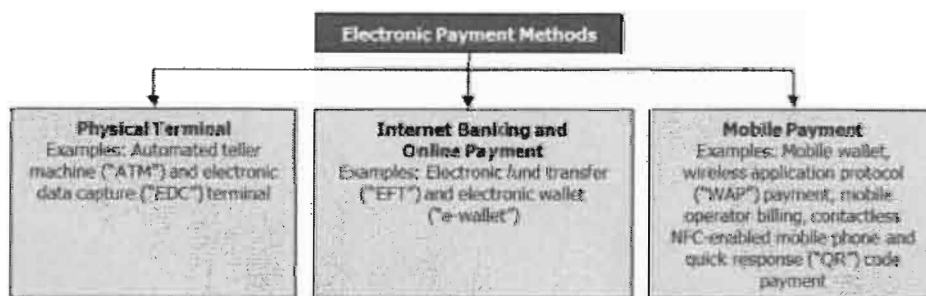 Electronic Payment Methods
Physical Terminal
Examples: Automated teller
machine ("ATM") and electronic
data capture ("EDC") terminal
Internet Banking and
Online Payment
Examples: Electronic fund transfer
("EFT") and electronic wallet
("e-wallet")
Mobile Payment
Examples: Mobile wallet,
wireless application protocol
("WAP") payment, mobile
operator billing, contactless
NFC-enabled mobile phone and
quick response ("QR") code
payment